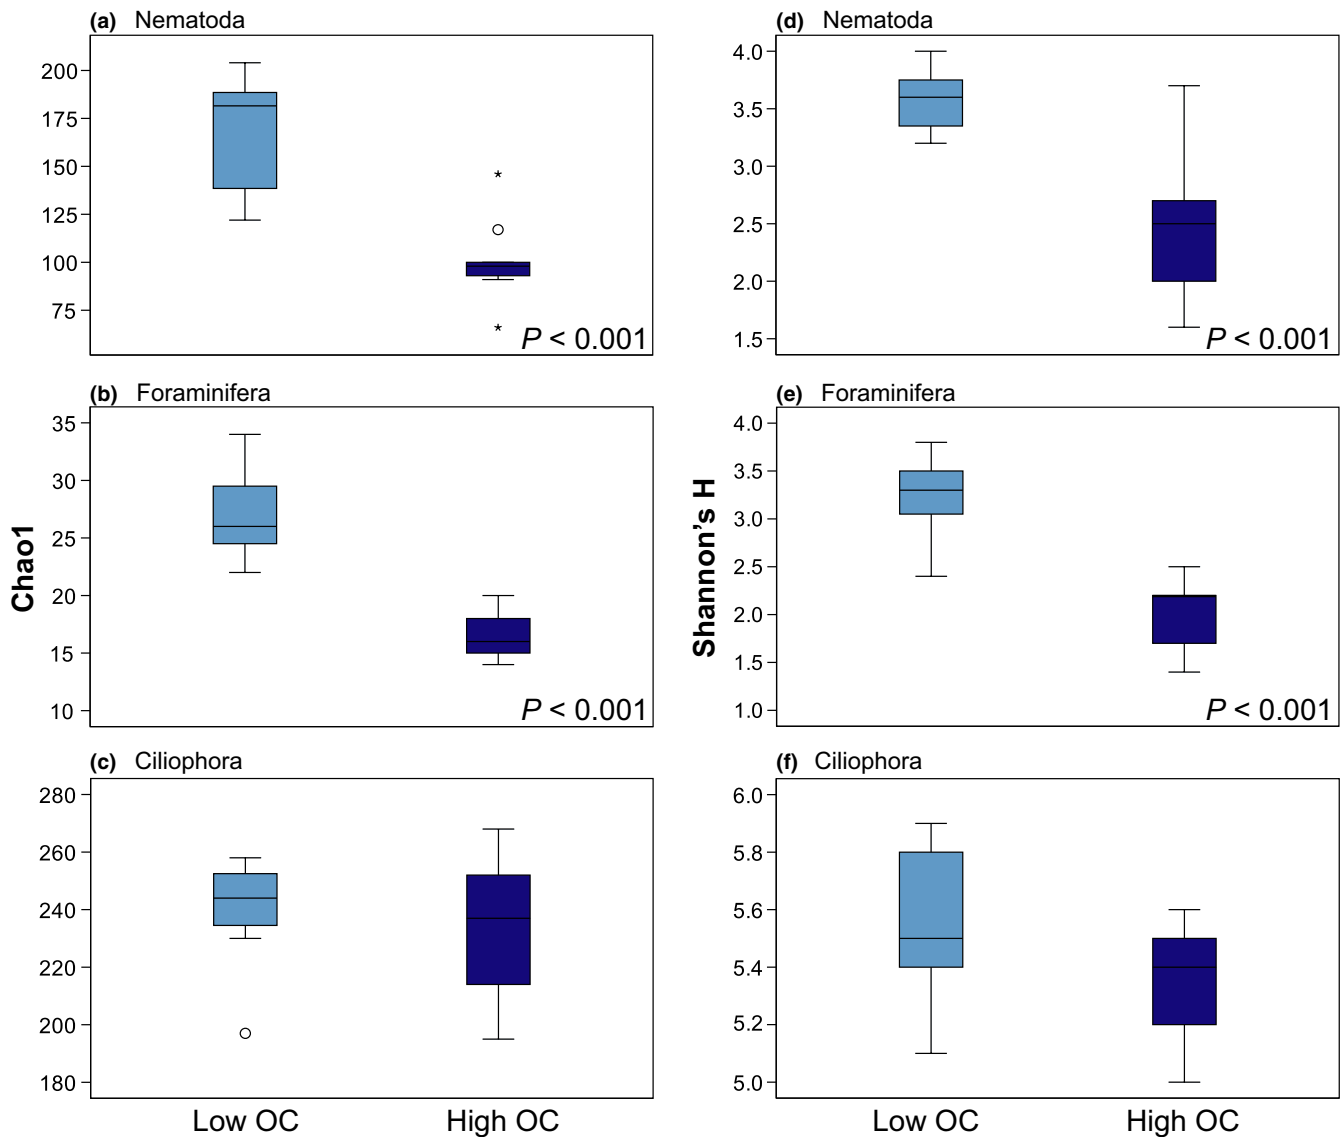 (a) Nematoda
200
175
150
125
100
75
*
*
P < 0.001
(b) Foraminifera
35
30
25
20
15
10
P < 0.001
Chao1
(c) Ciliophora
280
260
240
220
200
180
Low OC High OC
(d) Nematoda
4.0
3.5
3.0
2.5
2.0
1.5
P < 0.001
(e) Foraminifera
4.0
3.5
3.0
2.5
2.0
1.5
1.0
P < 0.001
Shannon’s H
(f) Ciliophora
6.0
5.8
5.6
5.4
5.2
5.0
Low OC High OC